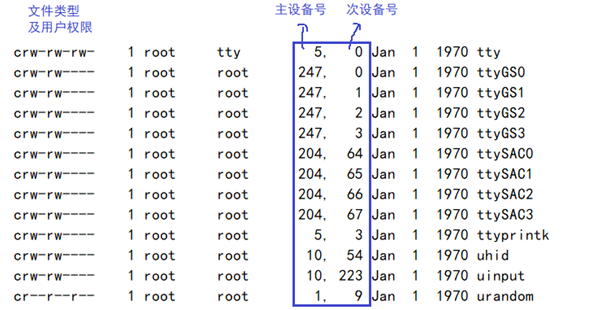 文件类型 主设备号 次设备号
及用户权限
crw-rw-rw- 1 root tty 5, 0 Jan 1 1970 tty
crw-rw---- 1 root root 247, 0 Jan 1 1970 ttyGS0
crw-rw---- 1 root root 247, 1 Jan 1 1970 ttyGS1
crw-rw---- 1 root root 247, 2 Jan 1 1970 ttyGS2
crw-rw---- 1 root root 247, 3 Jan 1 1970 ttyGS3
crw-rw---- 1 root root 204, 64 Jan 1 1970 ttySAC0
crw-rw---- 1 root root 204, 65 Jan 1 1970 ttySAC1
crw-rw---- 1 root root 204, 66 Jan 1 1970 ttySAC2
crw-rw---- 1 root root 204, 67 Jan 1 1970 ttySAC3
crw-rw---- 1 root root 5, 3 Jan 1 1970 ttyprintk
crw-rw---- 1 root root 10, 54 Jan 1 1970 uhid
crw-rw---- 1 root root 10, 223 Jan 1 1970 uinput
cr--r--r-- 1 root root 1, 9 Jan 1 1970 urandom